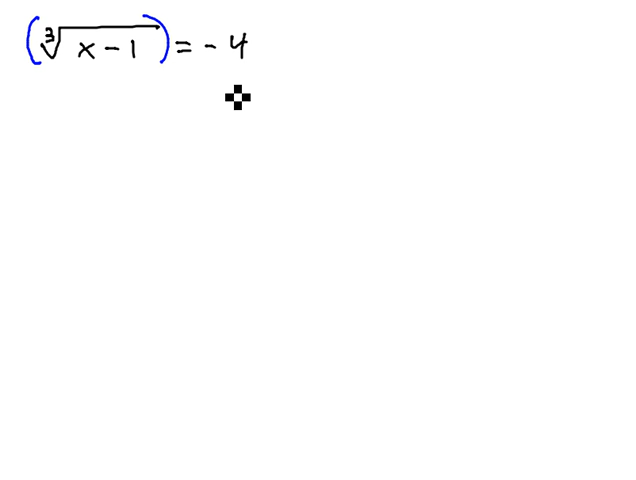 (∛(x - 1)) = - 4